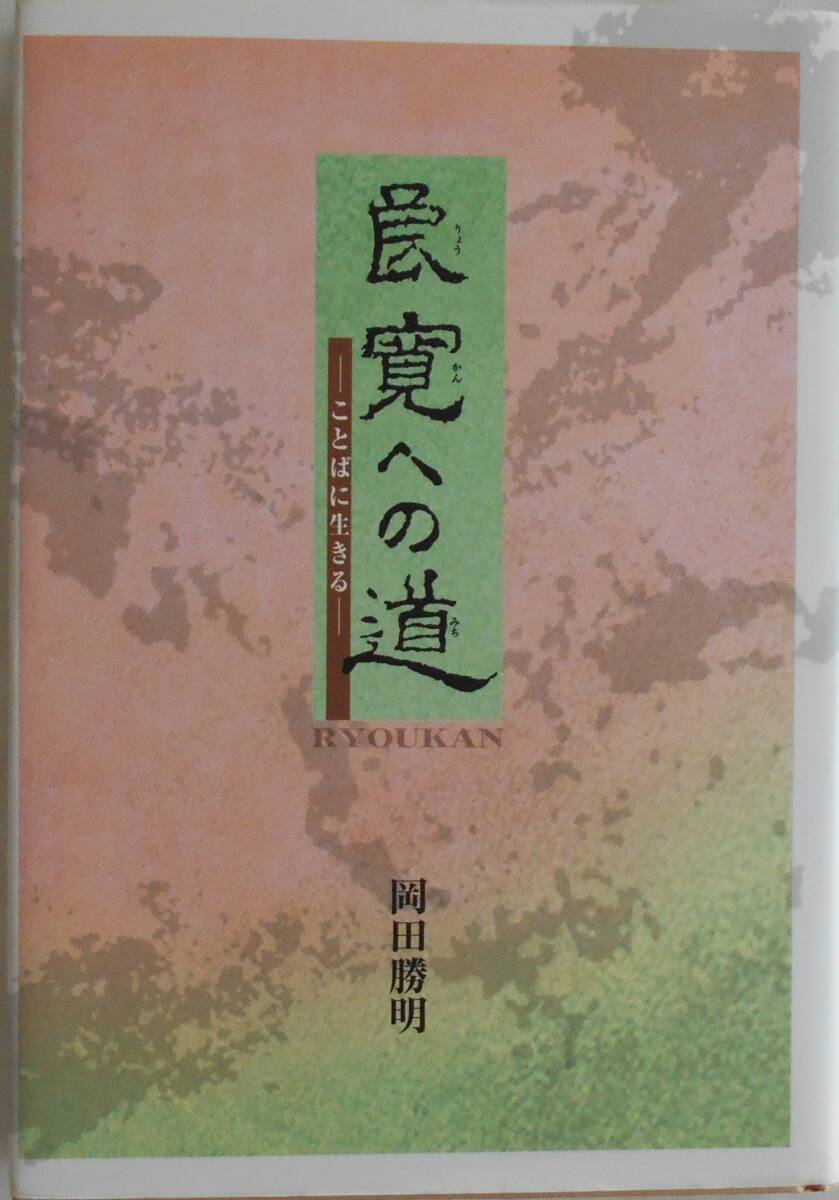 良寛への道
りょう
かん
みち
―ことばに生きる―
RYOUKAN
岡田勝明